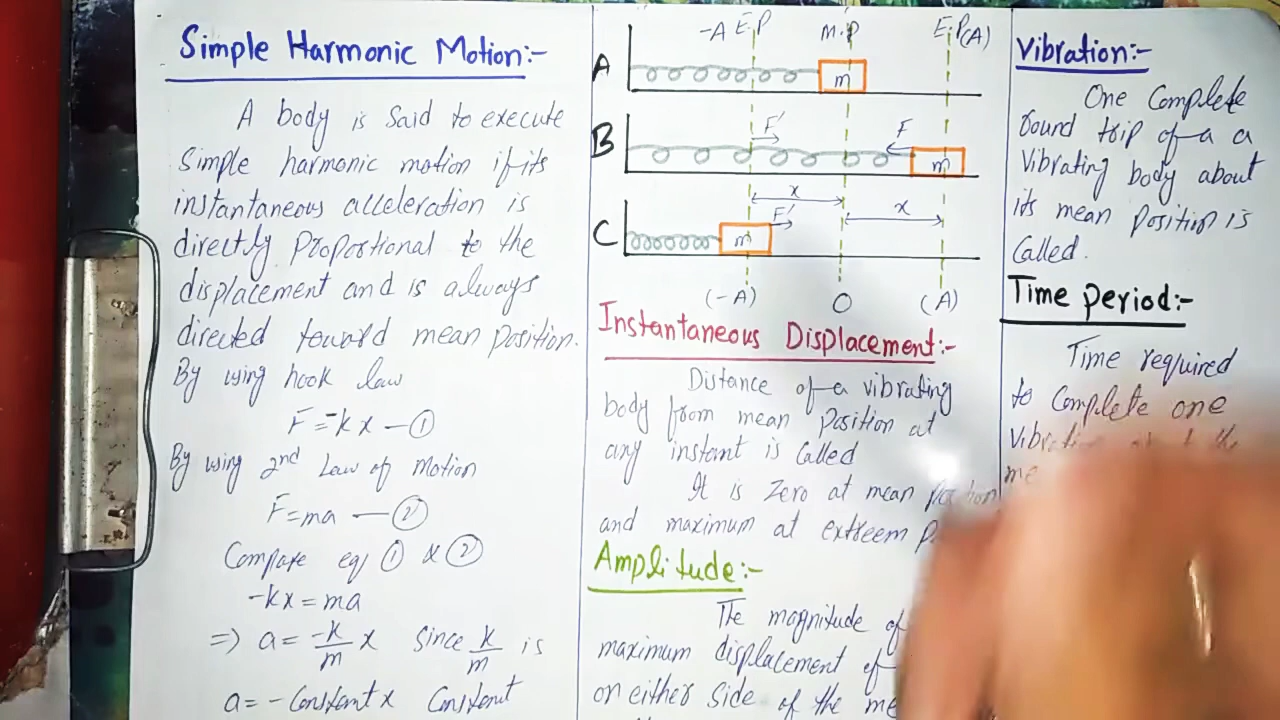 Simple Harmonic Motion:-
A body is said to execute
Simple harmonic motion if its
instantaneous acceleration is
directly proportional to the
displacement and is always
directed toward mean position.
By using hook law
F=-kx —①
By using 2nd Law of motion
F=ma —②
Compare eq ① & ②
-kx=ma
⇒ a=-k/m x since k/m is
a=-Constant x Constent
-A E.P M.P E.P(A)
A m
B F' F m
x x
C m F'
(-A) O (A)
Instantaneous Displacement:-
Distance of a vibrating
body from mean position at
any instant is Called
It is Zero at mean
and maximum at extreem
Amplitude:-
The magnitude of
maximum displacement of
on either side of the
Vibration:-
One Complete
round trip of a a
Vibrating body about
its mean position is
Called.
Time period:-
Time required
to Complete one